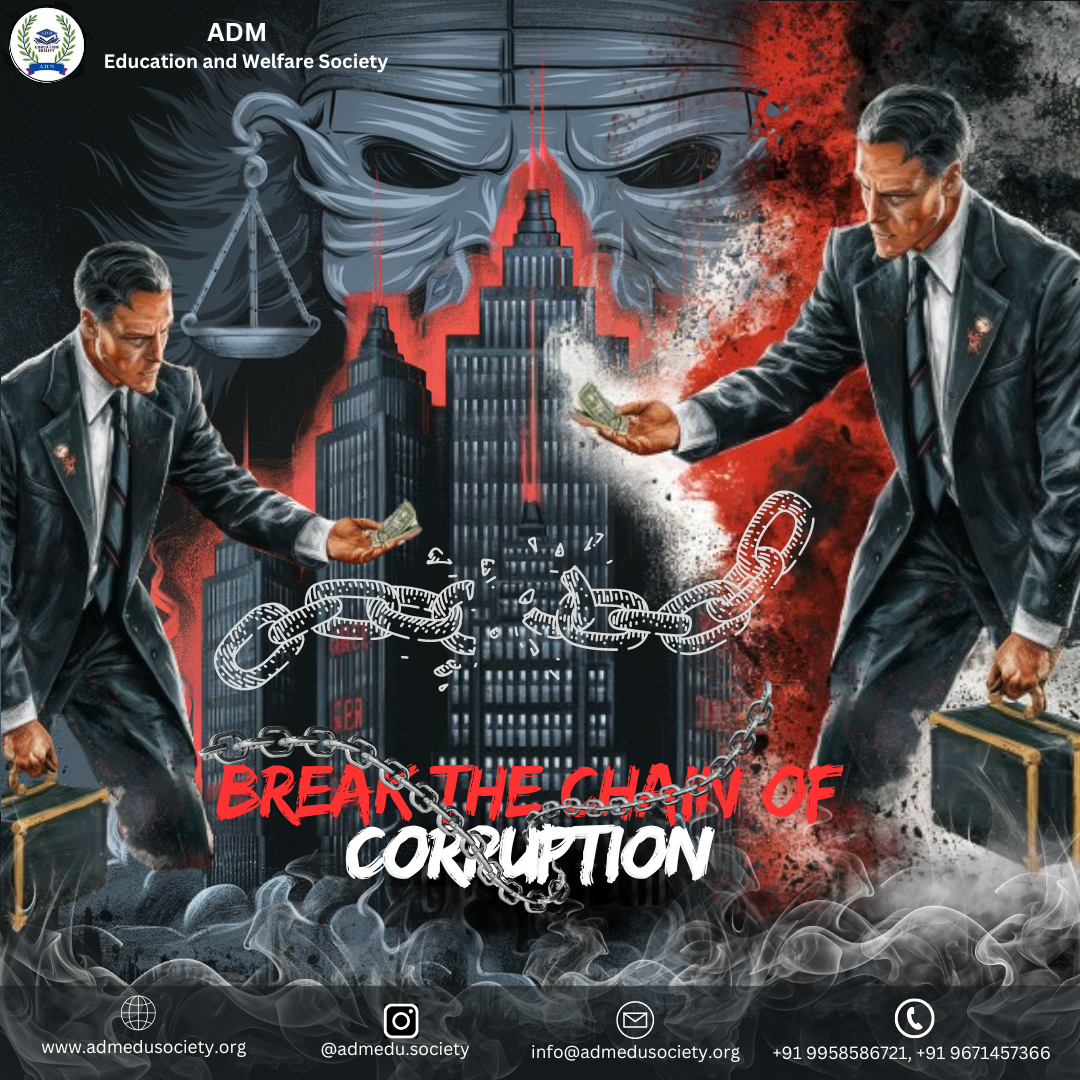 ADM
Education and Welfare Society
BREAK THE CHAIN OF
CORRUPTION
www.admedusociety.org
@admedu.society
info@admedusociety.org
+91 9958586721, +91 9671457366